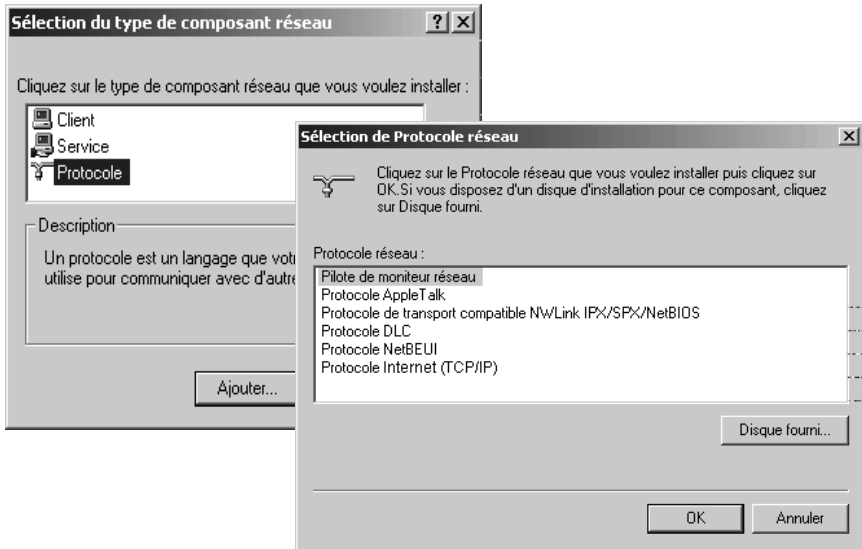 Sélection du type de composant réseau
Cliquez sur le type de composant réseau que vous voulez installer :
Client
Service
Protocole
Description
Un protocole est un langage que
utilise pour communiquer avec
Ajouter...
Sélection de Protocole réseau
Cliquez sur le Protocole réseau que vous voulez installer puis cliquez sur
OK.Si vous disposez d'un disque d'installation pour ce composant, cliquez
sur Disque fourni.
Protocole réseau :
Pilote de moniteur réseau
Protocole AppleTalk
Protocole de transport compatible NWLink IPX/SPX/NetBIOS
Protocole DLC
Protocole NetBEUI
Protocole Internet (TCP/IP)
Disque fourni...
OK
Annuler